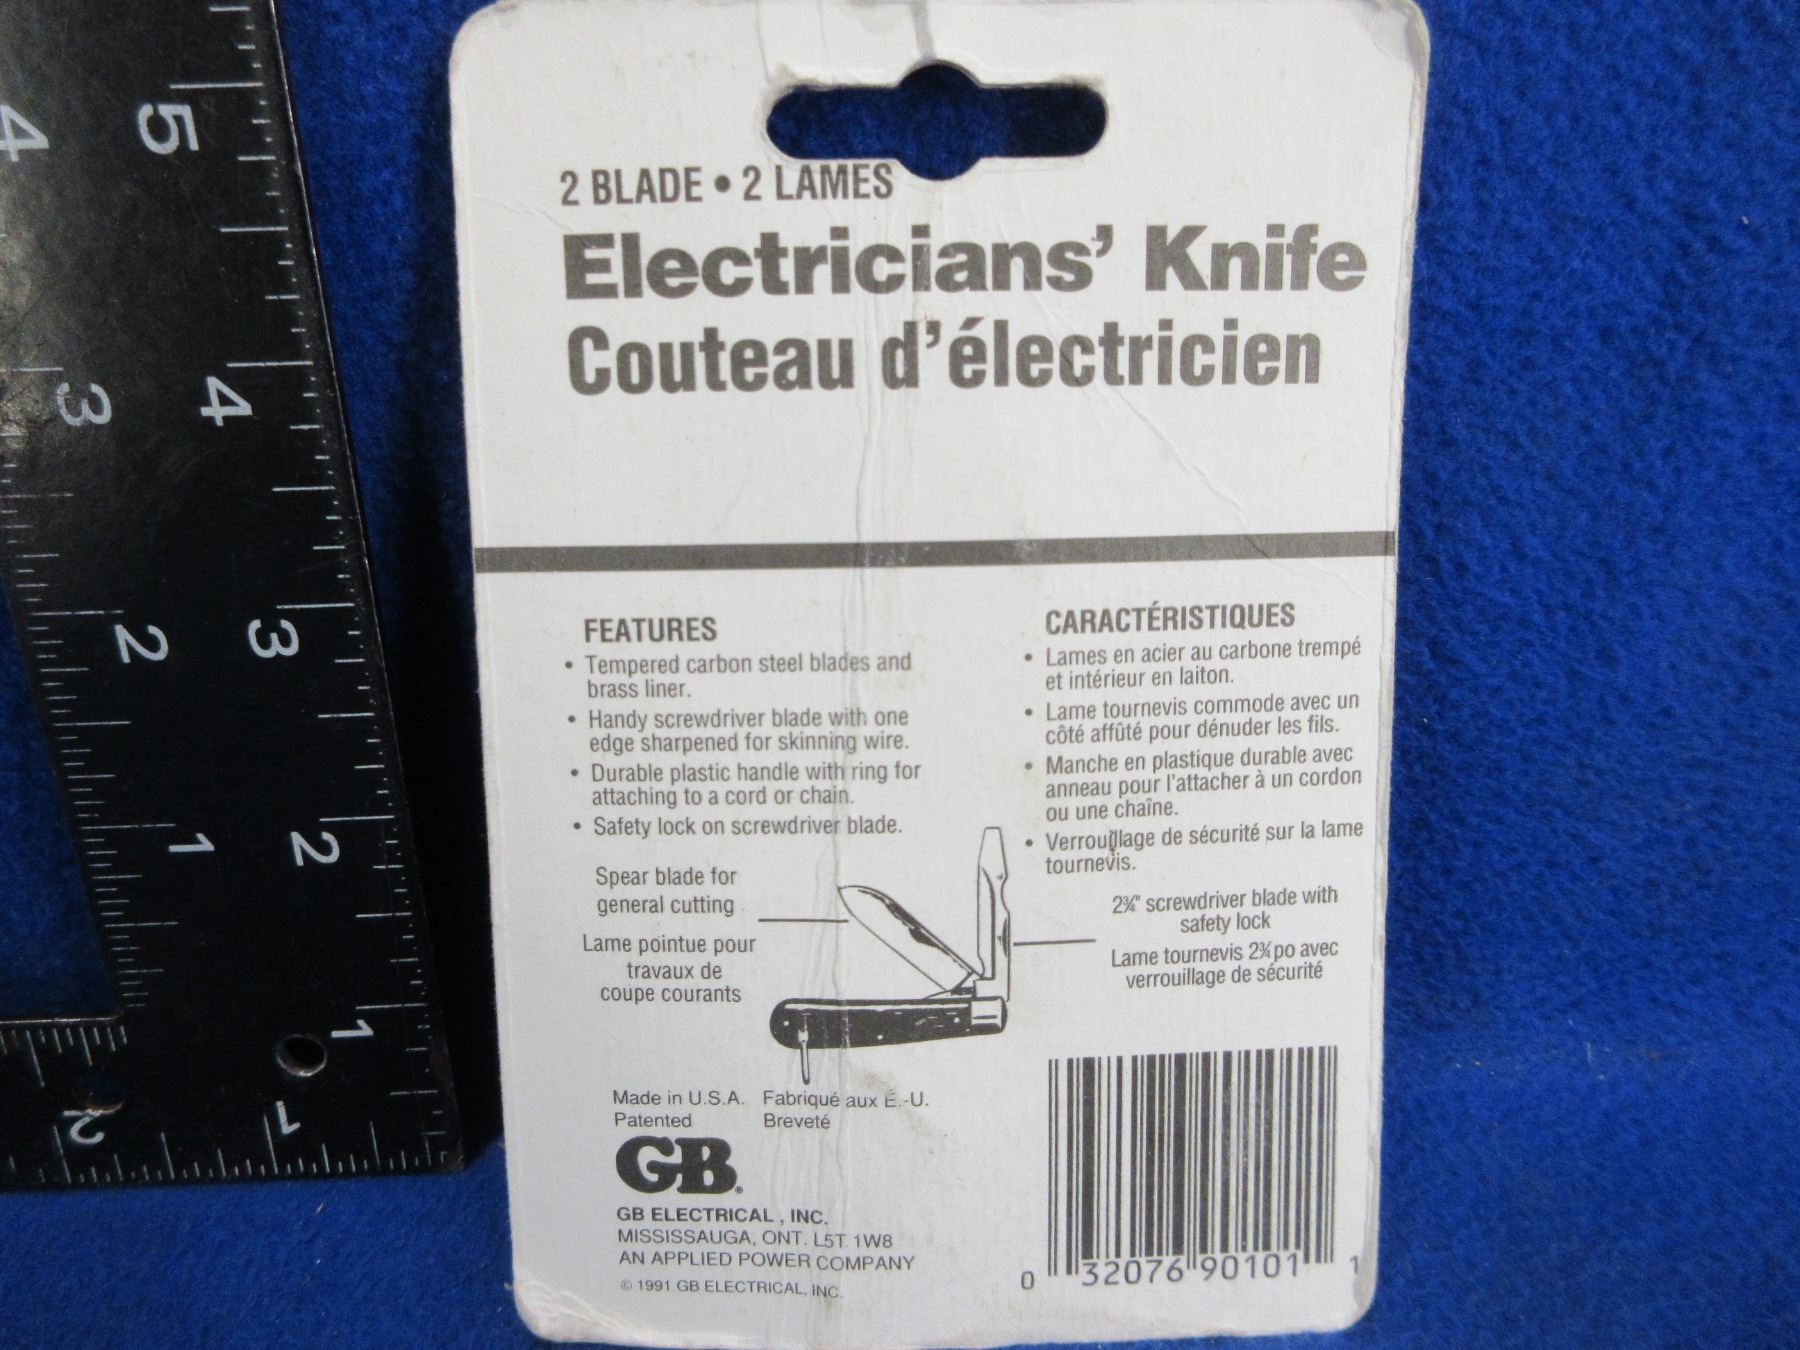 2 BLADE • 2 LAMES
Electricians' Knife
Couteau d'électricien
FEATURES
• Tempered carbon steel blades and
brass liner.
• Handy screwdriver blade with one
edge sharpened for skinning wire.
• Durable plastic handle with ring for
attaching to a cord or chain.
• Safety lock on screwdriver blade.
CARACTÉRISTIQUES
• Lames en acier au carbone trempé
et intérieur en laiton.
• Lame tournevis commode avec un
côté affûté pour dénuder les fils.
• Manche en plastique durable avec
anneau pour l'attacher à un cordon
ou une chaîne.
• Verrouillage de sécurité sur la lame
tournevis.
Spear blade for
general cutting
Lame pointue pour
travaux de
coupe courants
2¾" screwdriver blade with
safety lock
Lame tournevis 2¾ po avec
verrouillage de sécurité
Made in U.S.A. Fabriqué aux É.-U.
Patented Breveté
GB®
GB ELECTRICAL, INC.
MISSISSAUGA, ONT. L5T 1W8
AN APPLIED POWER COMPANY
© 1991 GB ELECTRICAL, INC.
0 32076 90101 1
5
4
3
2
1
4
3
2
1
2
1